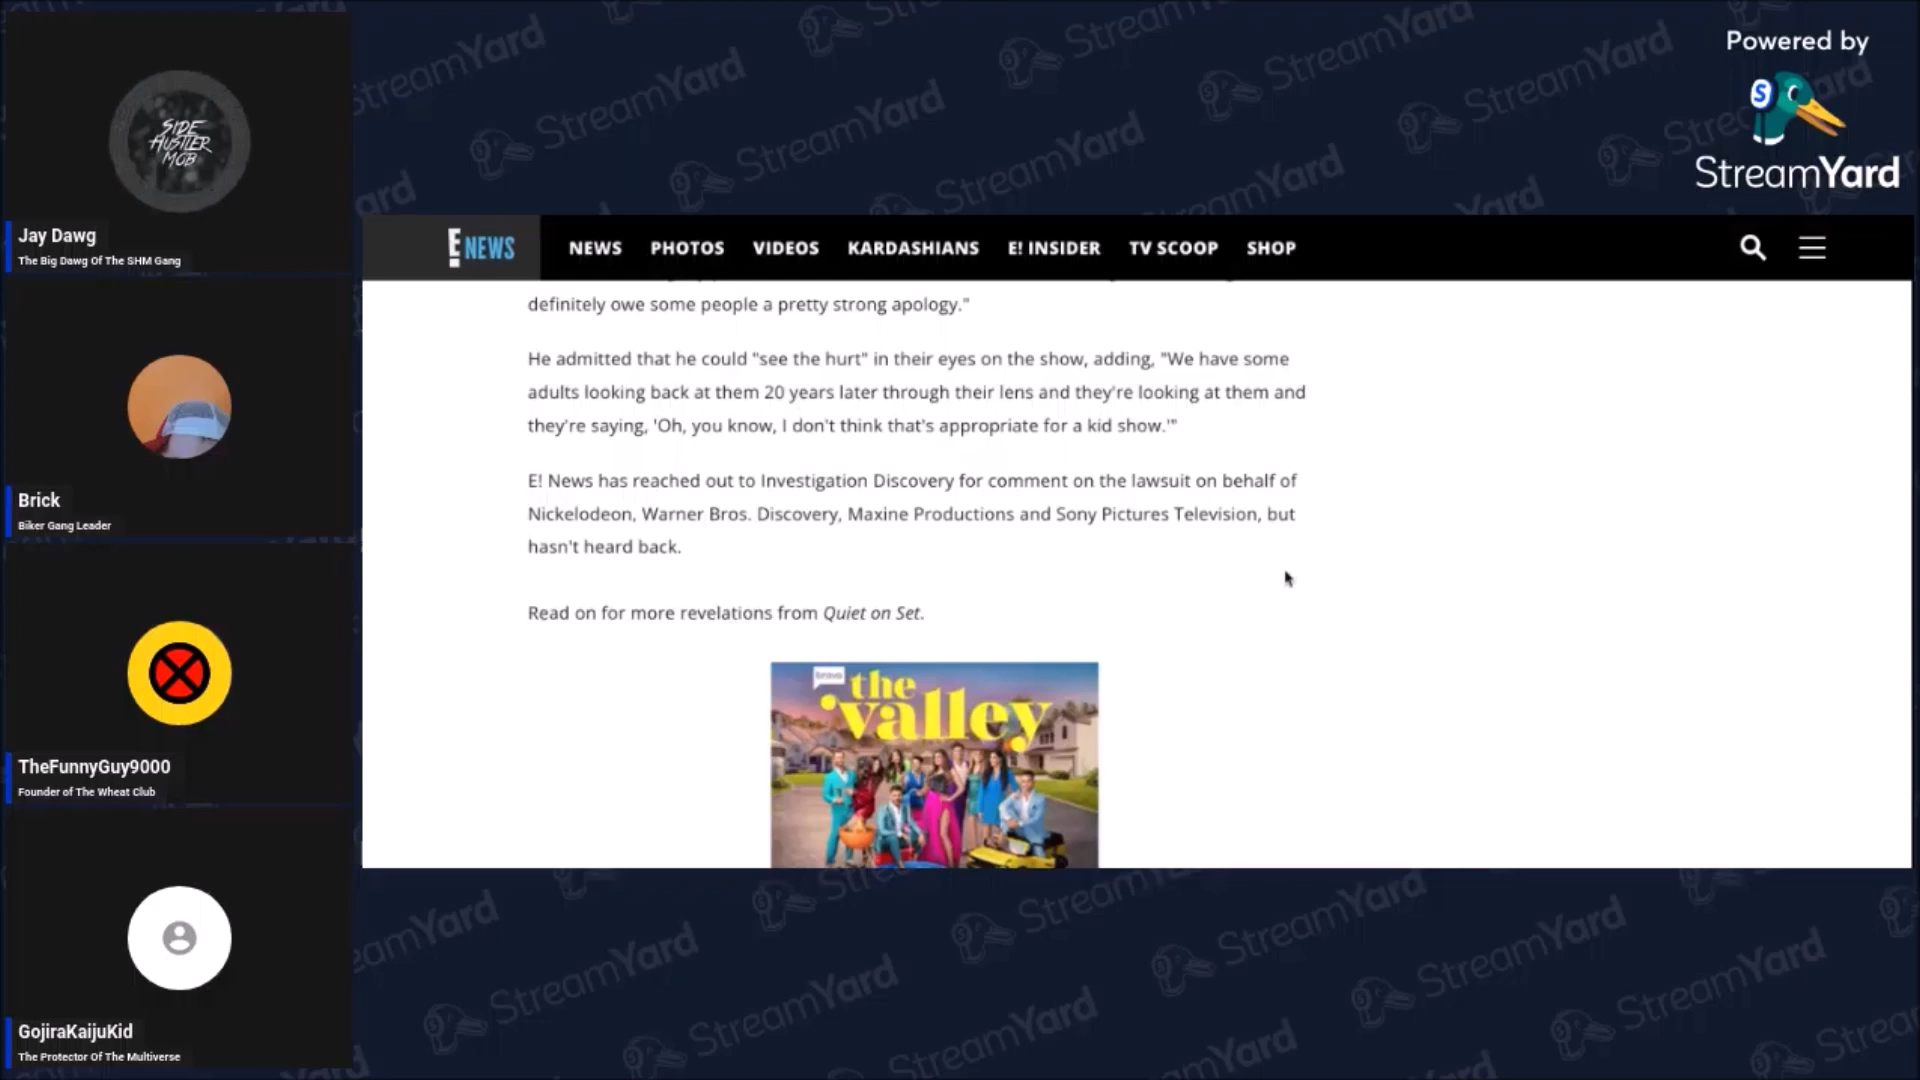 Powered by
StreamYard
SIDE
HUSTLER
MOB
Jay Dawg
The Big Dawg Of The SHM Gang
Brick
Biker Gang Leader
TheFunnyGuy9000
Founder of The Wheat Club
GojiraKaijuKid
The Protector Of The Multiverse
E NEWS
NEWS PHOTOS VIDEOS KARDASHIANS E! INSIDER TV SCOOP SHOP
definitely owe some people a pretty strong apology."
He admitted that he could "see the hurt" in their eyes on the show, adding, "We have some
adults looking back at them 20 years later through their lens and they're looking at them and
they're saying, 'Oh, you know, I don't think that's appropriate for a kid show.'"
E! News has reached out to Investigation Discovery for comment on the lawsuit on behalf of
Nickelodeon, Warner Bros. Discovery, Maxine Productions and Sony Pictures Television, but
hasn't heard back.
Read on for more revelations from Quiet on Set.
bravo
the
valley